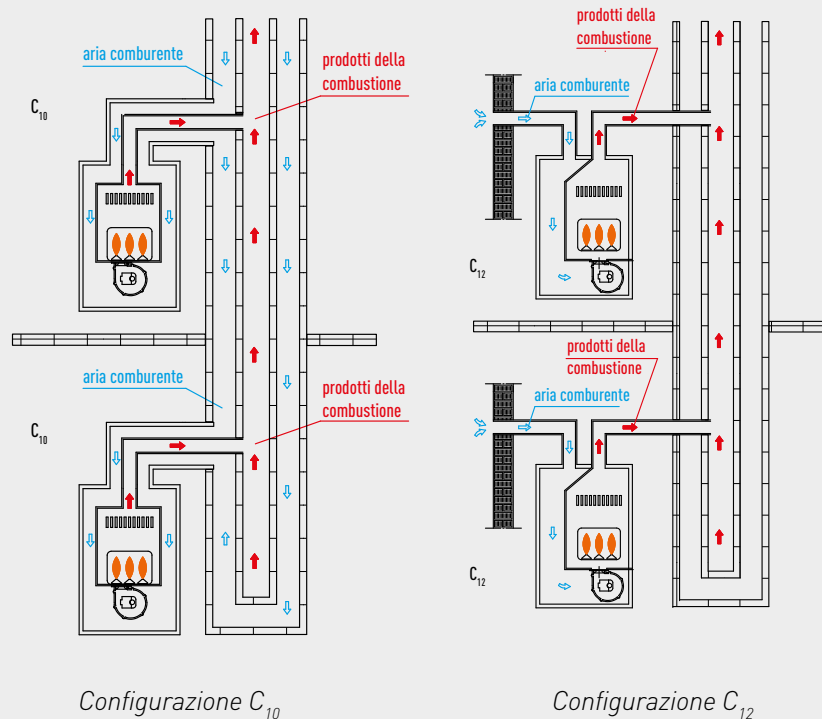 aria comburente
prodotti della
combustione
C10
aria comburente
prodotti della
combustione
C10
Configurazione C10
prodotti della
combustione
aria comburente
C12
prodotti della
combustione
aria comburente
C12
Configurazione C12